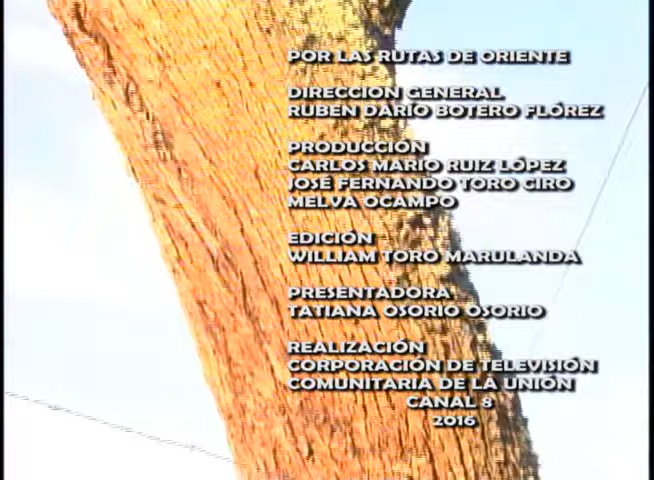 POR LAS RUTAS DE ORIENTE
DIRECCION GENERAL
RUBEN DARÍO BOTERO FLÓREZ
PRODUCCIÓN
CARLOS MARIO RUIZ LÓPEZ
JOSÉ FERNANDO TORO GIRO
MELVA OCAMPO
EDICIÓN
WILLIAM TORO MARULANDA
PRESENTADORA
TATIANA OSORIO OSORIO
REALIZACIÓN
CORPORACIÓN DE TELEVISIÓN
COMUNITARIA DE LA UNIÓN
CANAL 8
2016